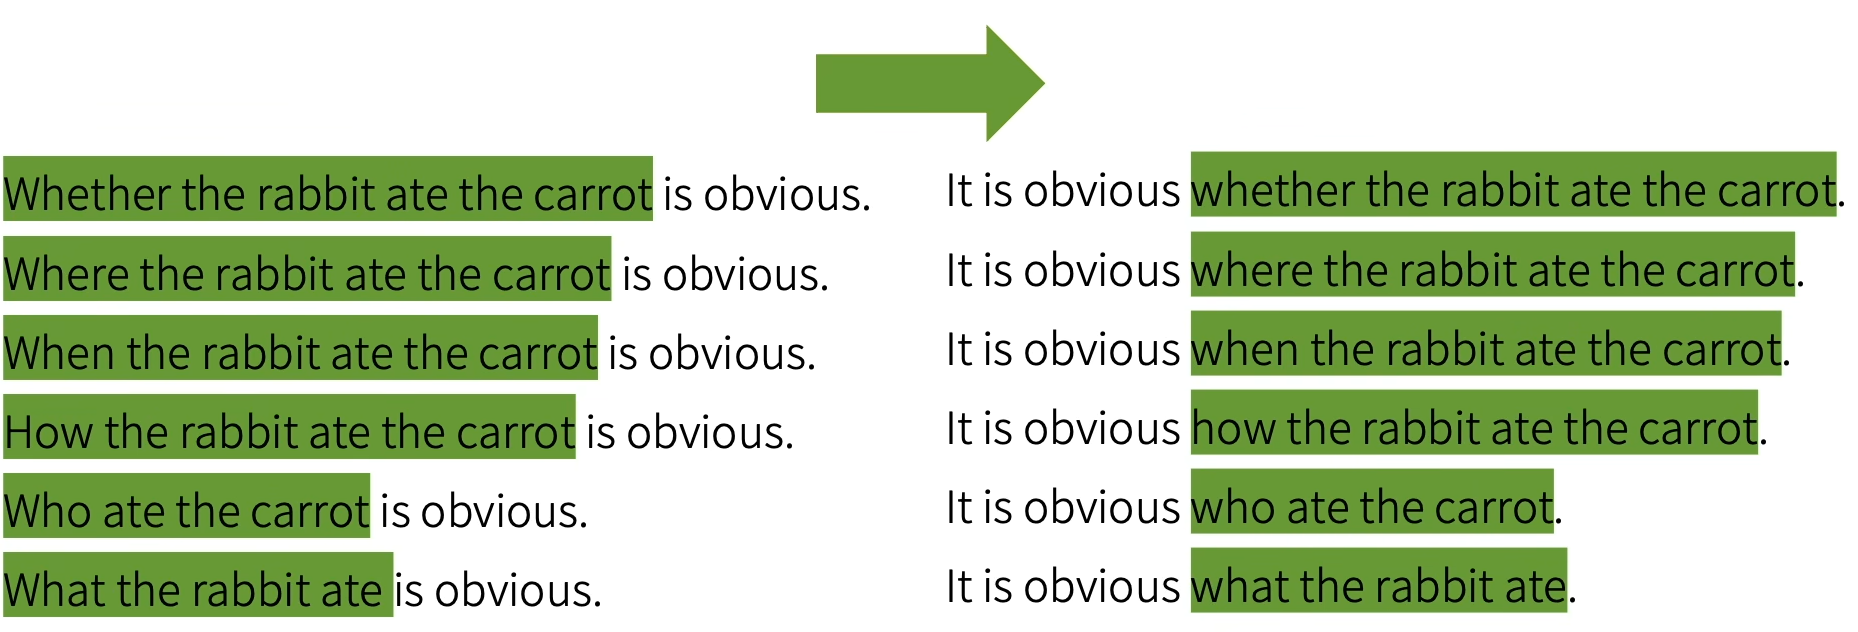 Whether the rabbit ate the carrot is obvious.
Where the rabbit ate the carrot is obvious.
When the rabbit ate the carrot is obvious.
How the rabbit ate the carrot is obvious.
Who ate the carrot is obvious.
What the rabbit ate is obvious.
It is obvious whether the rabbit ate the carrot.
It is obvious where the rabbit ate the carrot.
It is obvious when the rabbit ate the carrot.
It is obvious how the rabbit ate the carrot.
It is obvious who ate the carrot.
It is obvious what the rabbit ate.